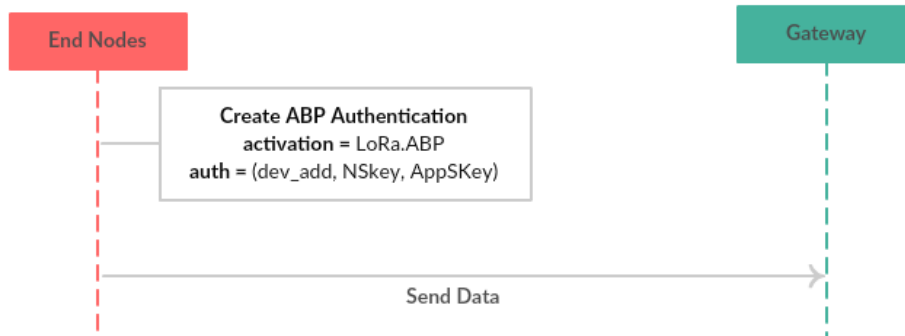 End Nodes
Gateway
Create ABP Authentication
activation = LoRa.ABP
auth = (dev_add, NSkey, AppSKey)
Send Data